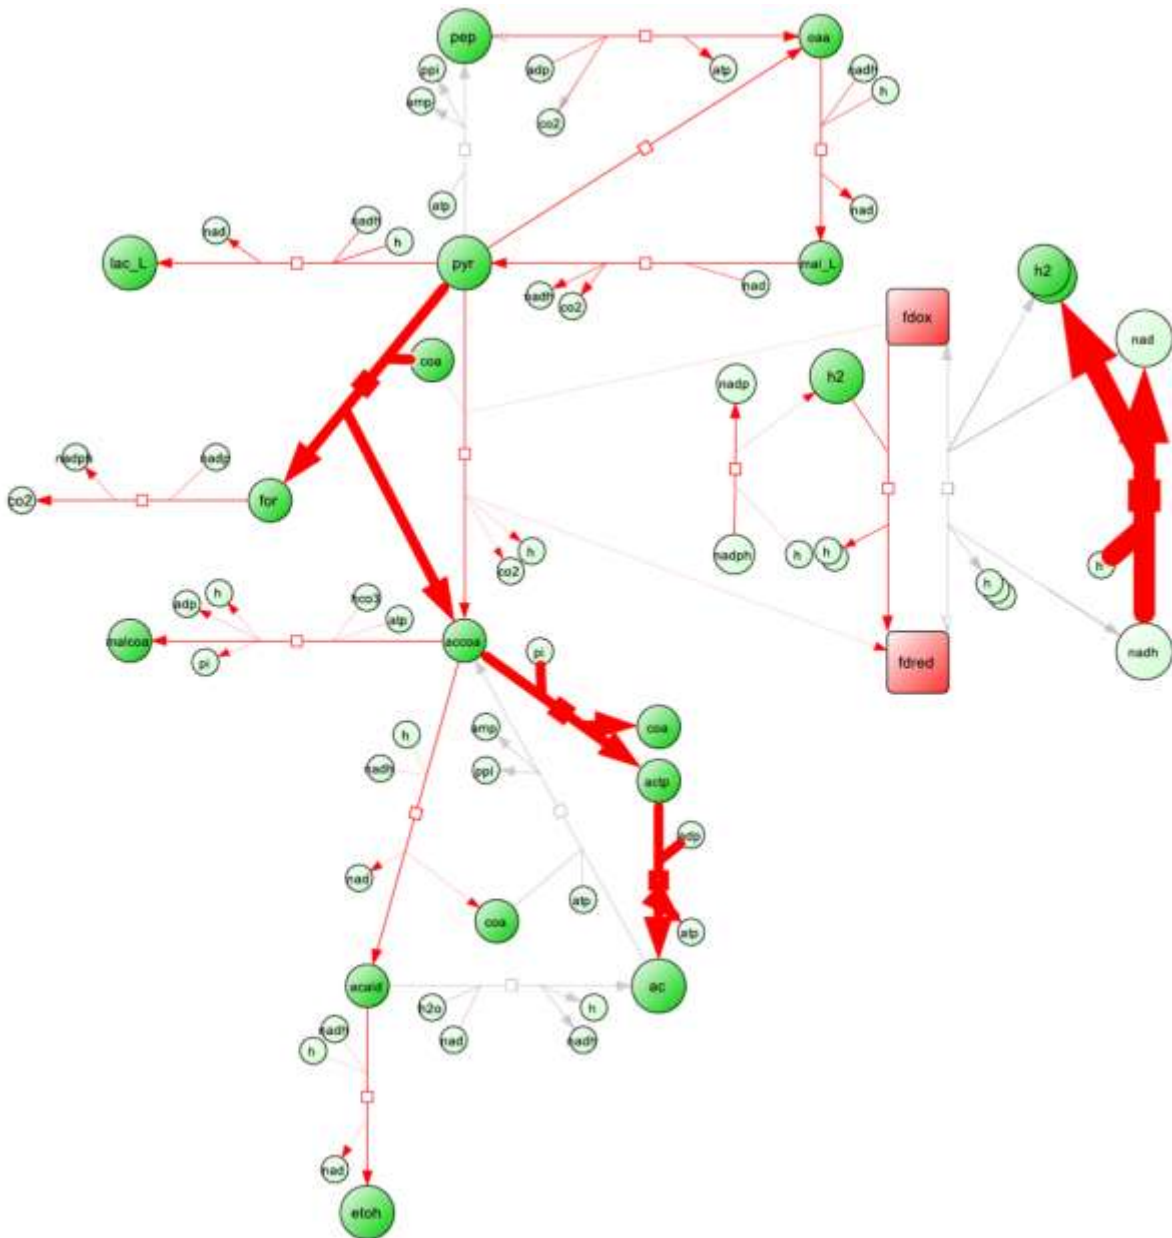 pep
oaa
ppi
adp
atp
nadh
h
amp
co2
atp
nad
nad
nadh
h
lac_L
pyr
mal_L
h2
nadh
co2
nad
fdox
nad
coa
h2
nadp
nadph
nadp
co2
for
h
h
h
nadph
co2
h
h
adp
h
hco3
atp
malcoa
accoa
pi
pi
fdred
nadh
coa
h
amp
nadh
ppi
actp
adp
nad
atp
coa
atp
acald
ac
h2o
h
nad
nadh
nadh
h
nad
etoh